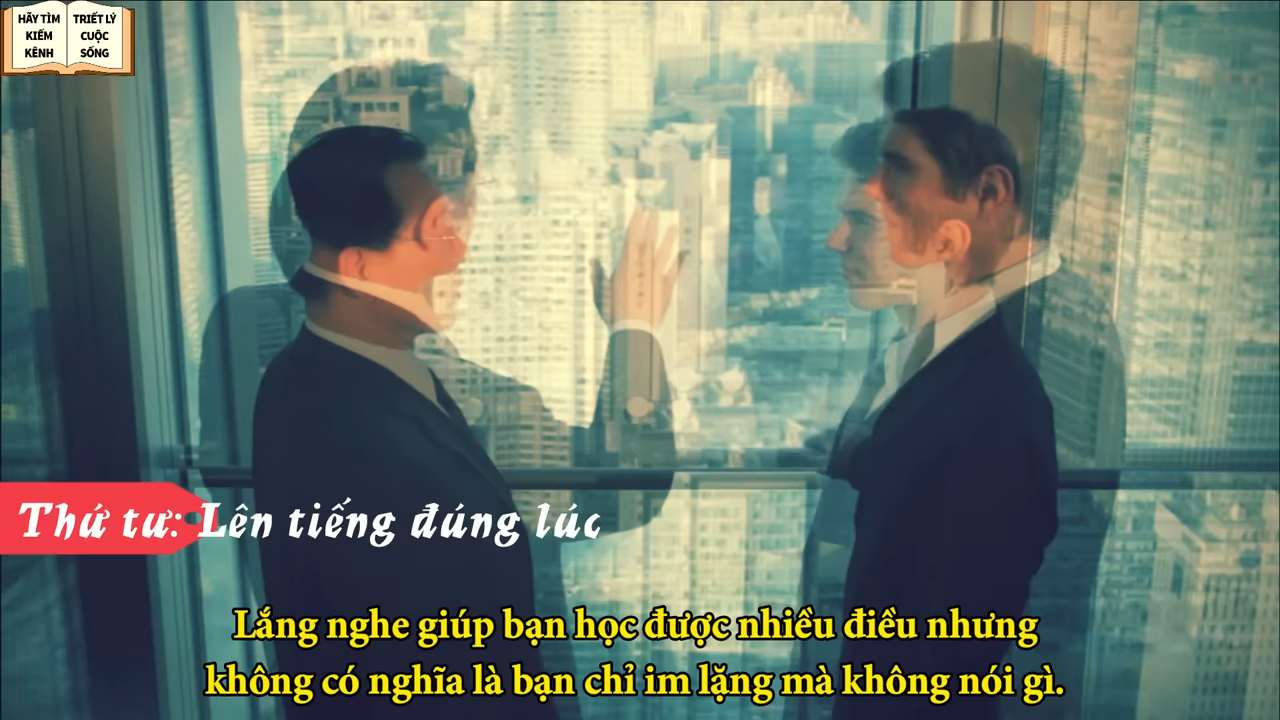 HÃY TÌM
KIẾM
KÊNH
TRIẾT LÝ
CUỘC
SỐNG
Thứ tư: Lên tiếng đúng lúc
Lắng nghe giúp bạn học được nhiều điều nhưng
không có nghĩa là bạn chỉ im lặng mà không nói gì.